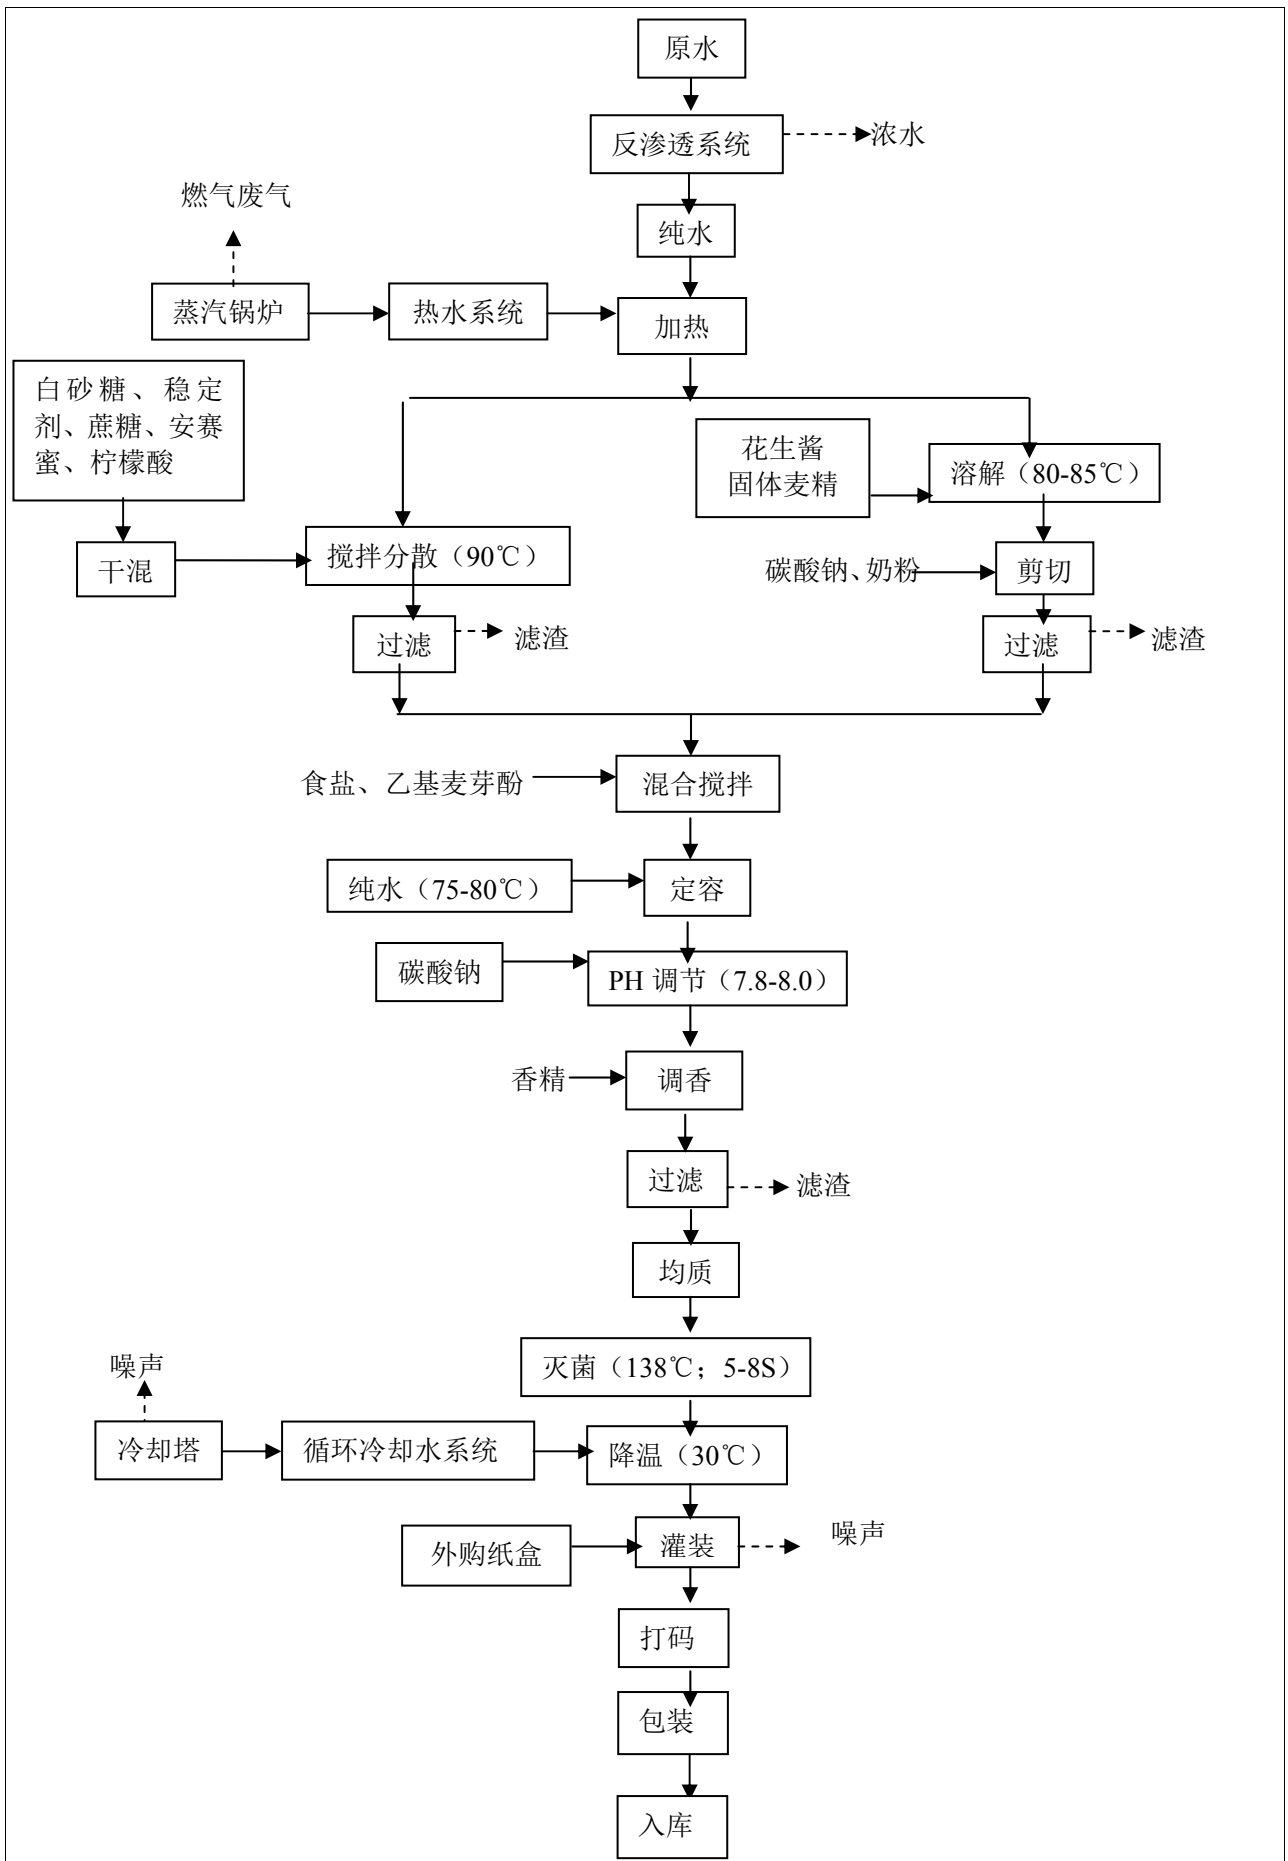 原水
反渗透系统
浓水
燃气废气
纯水
蒸汽锅炉
热水系统
加热
白砂糖、稳定
剂、蔗糖、安赛
蜜、柠檬酸
花生酱
固体麦精
溶解（80-85℃）
干混
搅拌分散（90℃）
碳酸钠、奶粉
剪切
过滤
滤渣
过滤
滤渣
食盐、乙基麦芽酚
混合搅拌
纯水（75-80℃）
定容
碳酸钠
PH 调节（7.8-8.0）
香精
调香
过滤
滤渣
均质
灭菌（138℃；5-8S）
噪声
冷却塔
循环冷却水系统
降温（30℃）
外购纸盒
灌装
噪声
打码
包装
入库